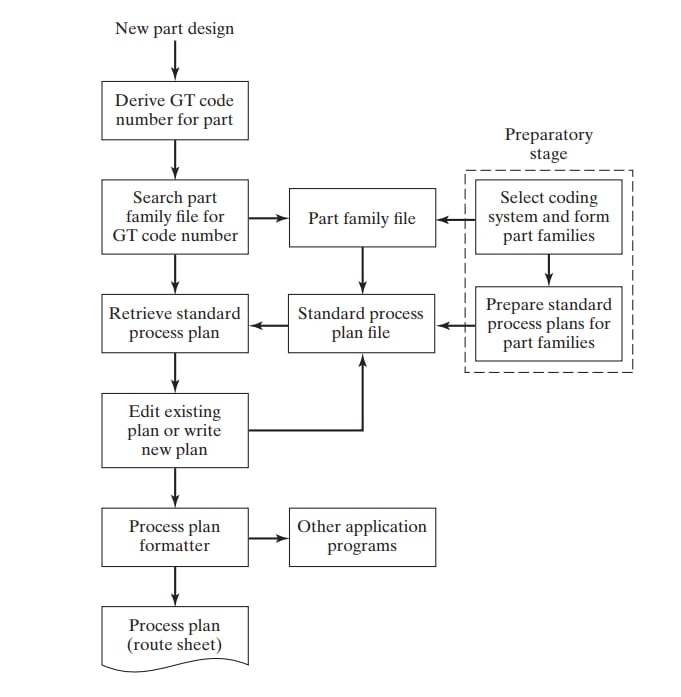 New part design
Derive GT code
number for part
Preparatory
stage
Search part
family file for
GT code number
Part family file
Select coding
system and form
part families
Retrieve standard
process plan
Standard process
plan file
Prepare standard
process plans for
part families
Edit existing
plan or write
new plan
Process plan
formatter
Other application
programs
Process plan
(route sheet)